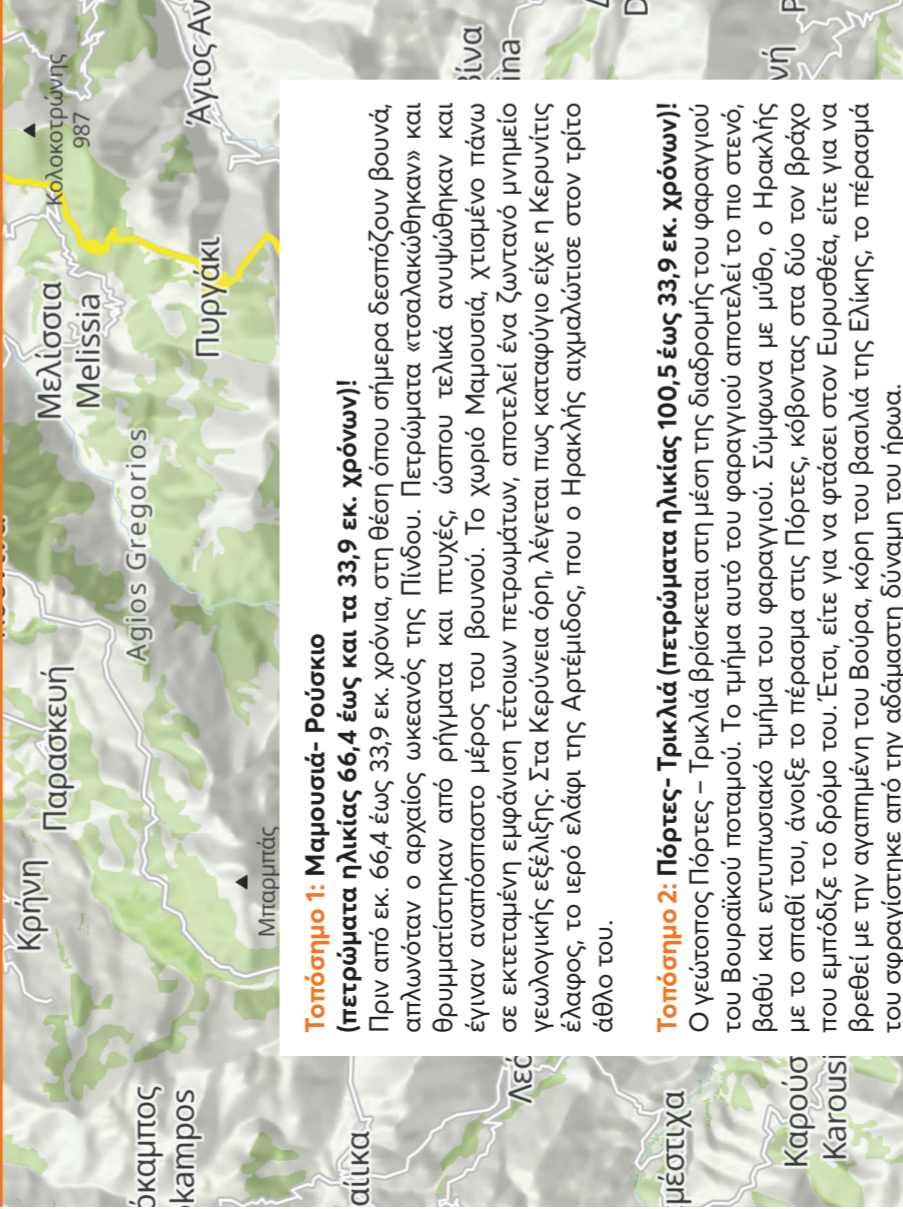 Κολοκοτρώνης
987
Μελίσσια
Melissia
Πυργάκι
Agios Gregorios
Παρασκευή
Κρήνη
Μπαρμπάς
Τοπόσημο 1: Μαμουσιά- Ρούσκιο
(πετρώματα ηλικίας 66,4 έως και τα 33,9 εκ. χρόνων)!
Πριν από εκ. 66,4 έως 33,9 εκ. χρόνια, στη θέση όπου σήμερα δεσπόζουν βουνά,
απλωνόταν ο αρχαίος ωκεανός της Πίνδου. Πετρώματα «τσαλακώθηκαν» και
θρυμματίστηκαν από ρήγματα και πτυχές, ώσπου τελικά ανυψώθηκαν και
έγιναν αναπόσπαστο μέρος του βουνού. Το χωριό Μαμουσιά, χτισμένο πάνω
σε εκτεταμένη εμφάνιση τέτοιων πετρωμάτων, αποτελεί ένα ζωντανό μνημείο
γεωλογικής εξέλιξης. Στα Κερύνεια όρη, λέγεται πως καταφύγιο είχε η Κερυνίτις
έλαφος, το ιερό ελάφι της Αρτέμιδος, που ο Ηρακλής αιχμαλώτισε στον τρίτο
άθλο του.
Τοπόσημο 2: Πόρτες- Τρικλιά (πετρώματα ηλικίας 100,5 έως 33,9 εκ. χρόνων)!
Ο γεώτοπος Πόρτες – Τρικλιά βρίσκεται στη μέση της διαδρομής του φαραγγιού
του Βουραϊκού ποταμού. Το τμήμα αυτό του φαραγγιού αποτελεί το πιο στενό,
βαθύ και εντυπωσιακό τμήμα του φαραγγιού. Σύμφωνα με μύθο, ο Ηρακλής
με το σπαθί του, άνοιξε το πέρασμα στις Πόρτες, κόβοντας στα δύο τον βράχο
που εμπόδιζε το δρόμο του. Έτσι, είτε για να φτάσει στον Ευρυσθέα, είτε για να
βρεθεί με την αγαπημένη του Βούρα, κόρη του βασιλιά της Ελίκης, το πέρασμά
του σφραγίστηκε από την αδάμαστη δύναμη του ήρωα.